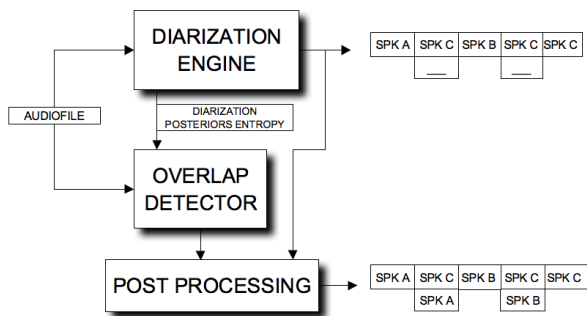 DIARIZATION
ENGINE
SPK A SPK C SPK B SPK C SPK C
AUDIOFILE
DIARIZATION
POSTERIORS ENTROPY
OVERLAP
DETECTOR
POST PROCESSING
SPK A SPK C SPK B SPK C SPK C
SPK A SPK B